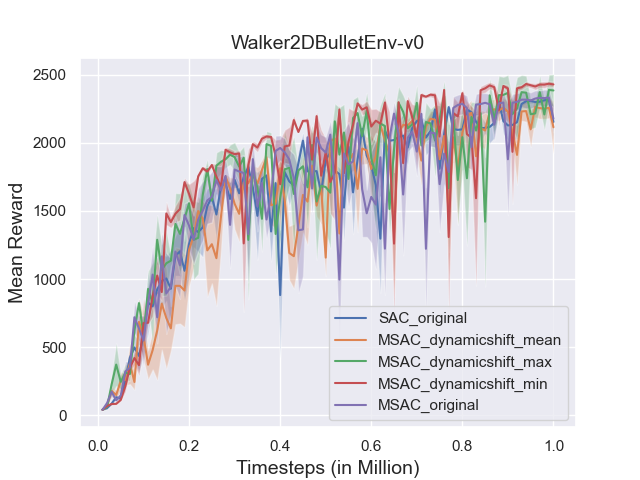 Walker2DBulletEnv-v0
Mean Reward
2500
2000
1500
1000
500
0
SAC_original
MSAC_dynamicshift_mean
MSAC_dynamicshift_max
MSAC_dynamicshift_min
MSAC_original
0.0 0.2 0.4 0.6 0.8 1.0
Timesteps (in Million)